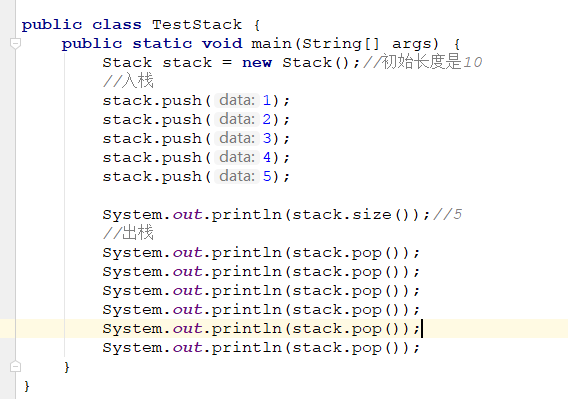 public class TestStack {
    public static void main(String[] args) {
        Stack stack = new Stack();//初始长度是10
        //入栈
        stack.push( data: 1);
        stack.push( data: 2);
        stack.push( data: 3);
        stack.push( data: 4);
        stack.push( data: 5);
        System.out.println(stack.size());//5
        //出栈
        System.out.println(stack.pop());
        System.out.println(stack.pop());
        System.out.println(stack.pop());
        System.out.println(stack.pop());
        System.out.println(stack.pop());
        System.out.println(stack.pop());
    }
}